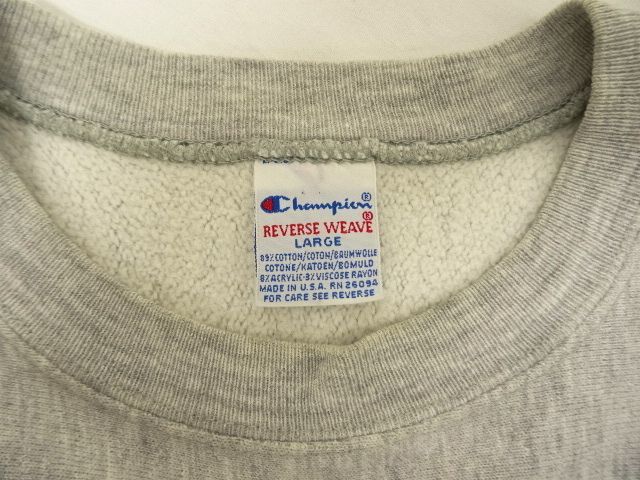 Champion®
REVERSE WEAVE®
LARGE
89% COTTON/COTON/BAUMWOLLE
COTONE/KATOEN/BOMULD
8% ACRYLIC-3% VISCOSE RAYON
MADE IN U.S.A. RN 26094
FOR CARE SEE REVERSE